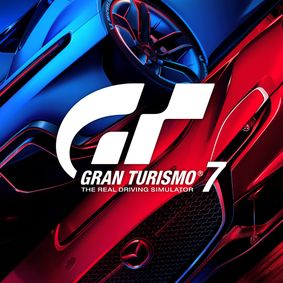 GT
GRAN TURISMO® 7
THE REAL DRIVING SIMULATOR